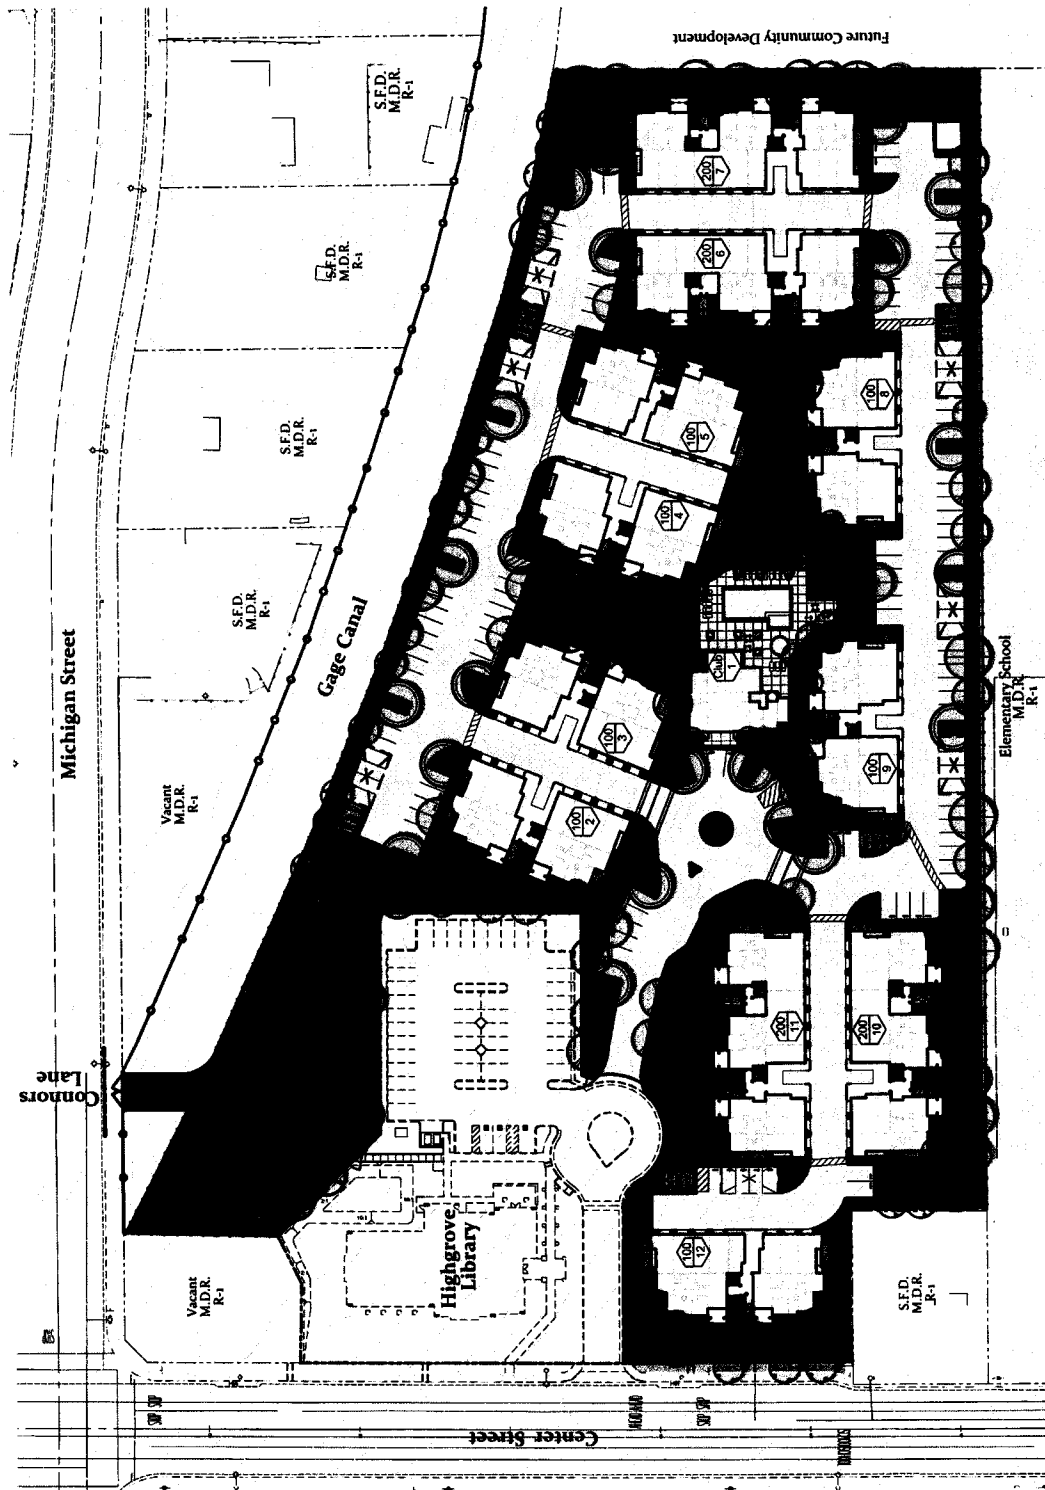 Future Community Development
S.F.D.
M.D.R.
R-1
200
7
200
6
S.F.D.
M.D.R.
R-1
100
8
100
5
S.F.D.
M.D.R.
R-1
100
4
S.F.D.
M.D.R.
R-1
Gage Canal
Michigan Street
Club
1
Elementary School
M.D.R.
R-1
100
3
100
9
Vacant
M.D.R.
R-1
100
2
200
11
200
10
Connors
Lane
Highgrove
Library
100
12
Vacant
M.D.R.
R-1
S.F.D.
M.D.R.
R-1
Center Street